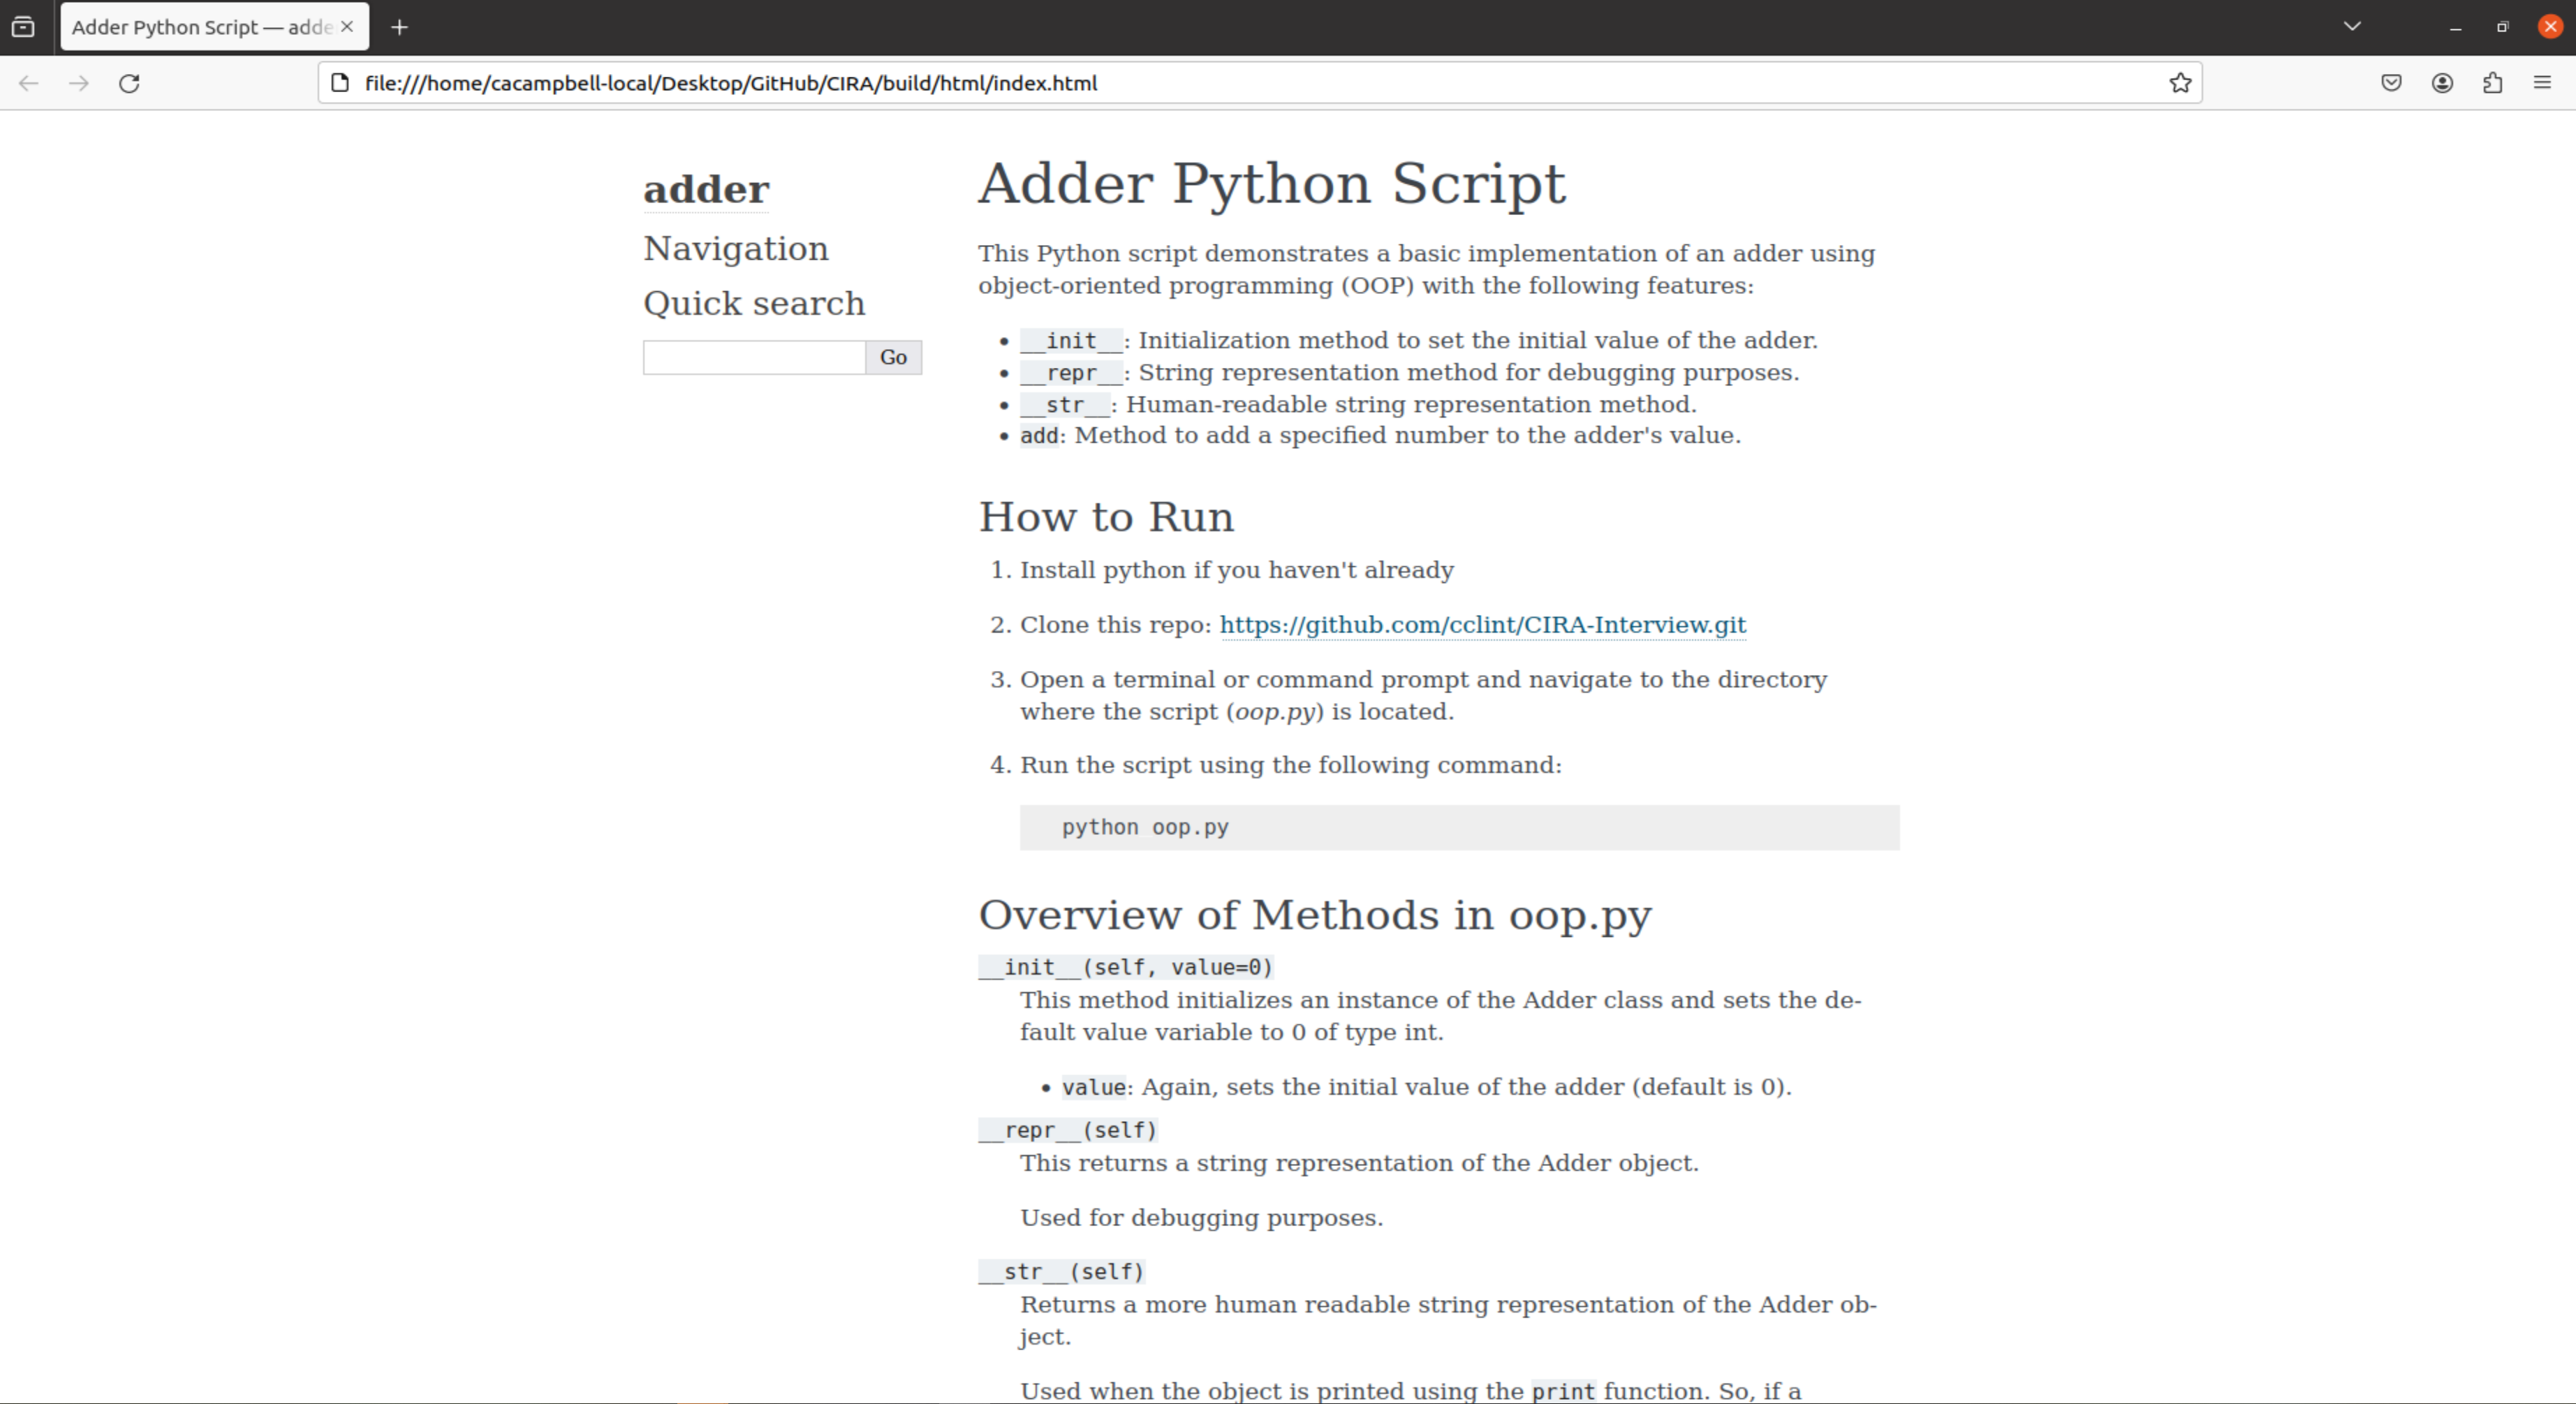 Adder Python Script — adde
file:///home/cacampbell-local/Desktop/GitHub/CIRA/build/html/index.html
adder
Navigation
Quick search
Go
Adder Python Script
This Python script demonstrates a basic implementation of an adder using
object-oriented programming (OOP) with the following features:
• __init__: Initialization method to set the initial value of the adder.
• __repr__: String representation method for debugging purposes.
• __str__: Human-readable string representation method.
• add: Method to add a specified number to the adder's value.
How to Run
1. Install python if you haven't already
2. Clone this repo: https://github.com/cclint/CIRA-Interview.git
3. Open a terminal or command prompt and navigate to the directory
where the script (oop.py) is located.
4. Run the script using the following command:
python oop.py
Overview of Methods in oop.py
__init__(self, value=0)
This method initializes an instance of the Adder class and sets the de-
fault value variable to 0 of type int.
• value: Again, sets the initial value of the adder (default is 0).
__repr__(self)
This returns a string representation of the Adder object.
Used for debugging purposes.
__str__(self)
Returns a more human readable string representation of the Adder ob-
ject.
Used when the object is printed using the print function. So, if a